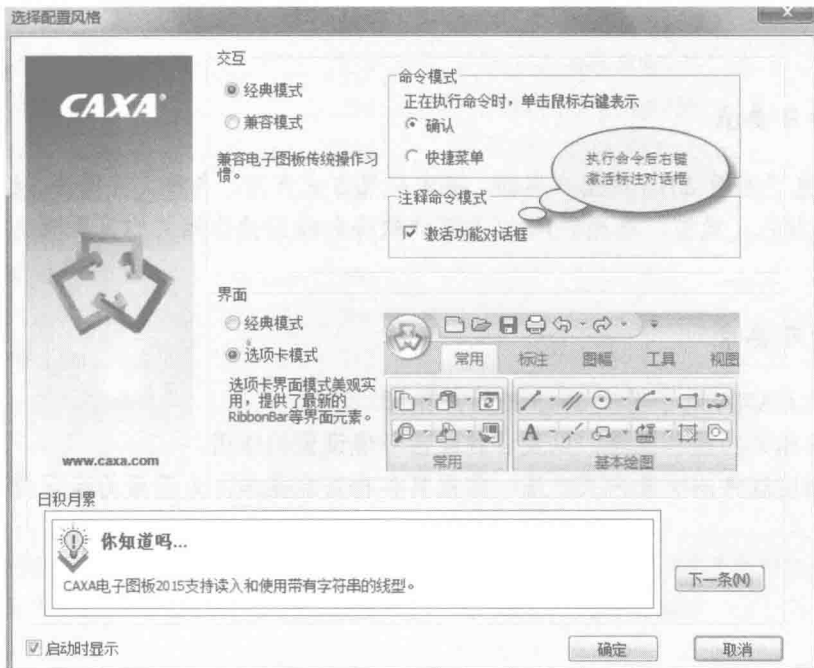 选择配置风格
CAXA®
www.caxa.com
交互
经典模式
兼容模式
兼容电子图板传统操作习
惯。
命令模式
正在执行命令时，单击鼠标右键表示
确认
快捷菜单
执行命令后右键
激活标注对话框
注释命令模式
激活功能对话框
界面
经典模式
选项卡模式
选项卡界面模式美观实
用，提供了最新的
RibbonBar等界面元素。
常用 标注 图幅 工具 视图
A
常用 基本绘图
日积月累
你知道吗...
CAXA电子图板2015支持读入和使用带有字符串的线型。
下一条(N)
启动时显示
确定 取消